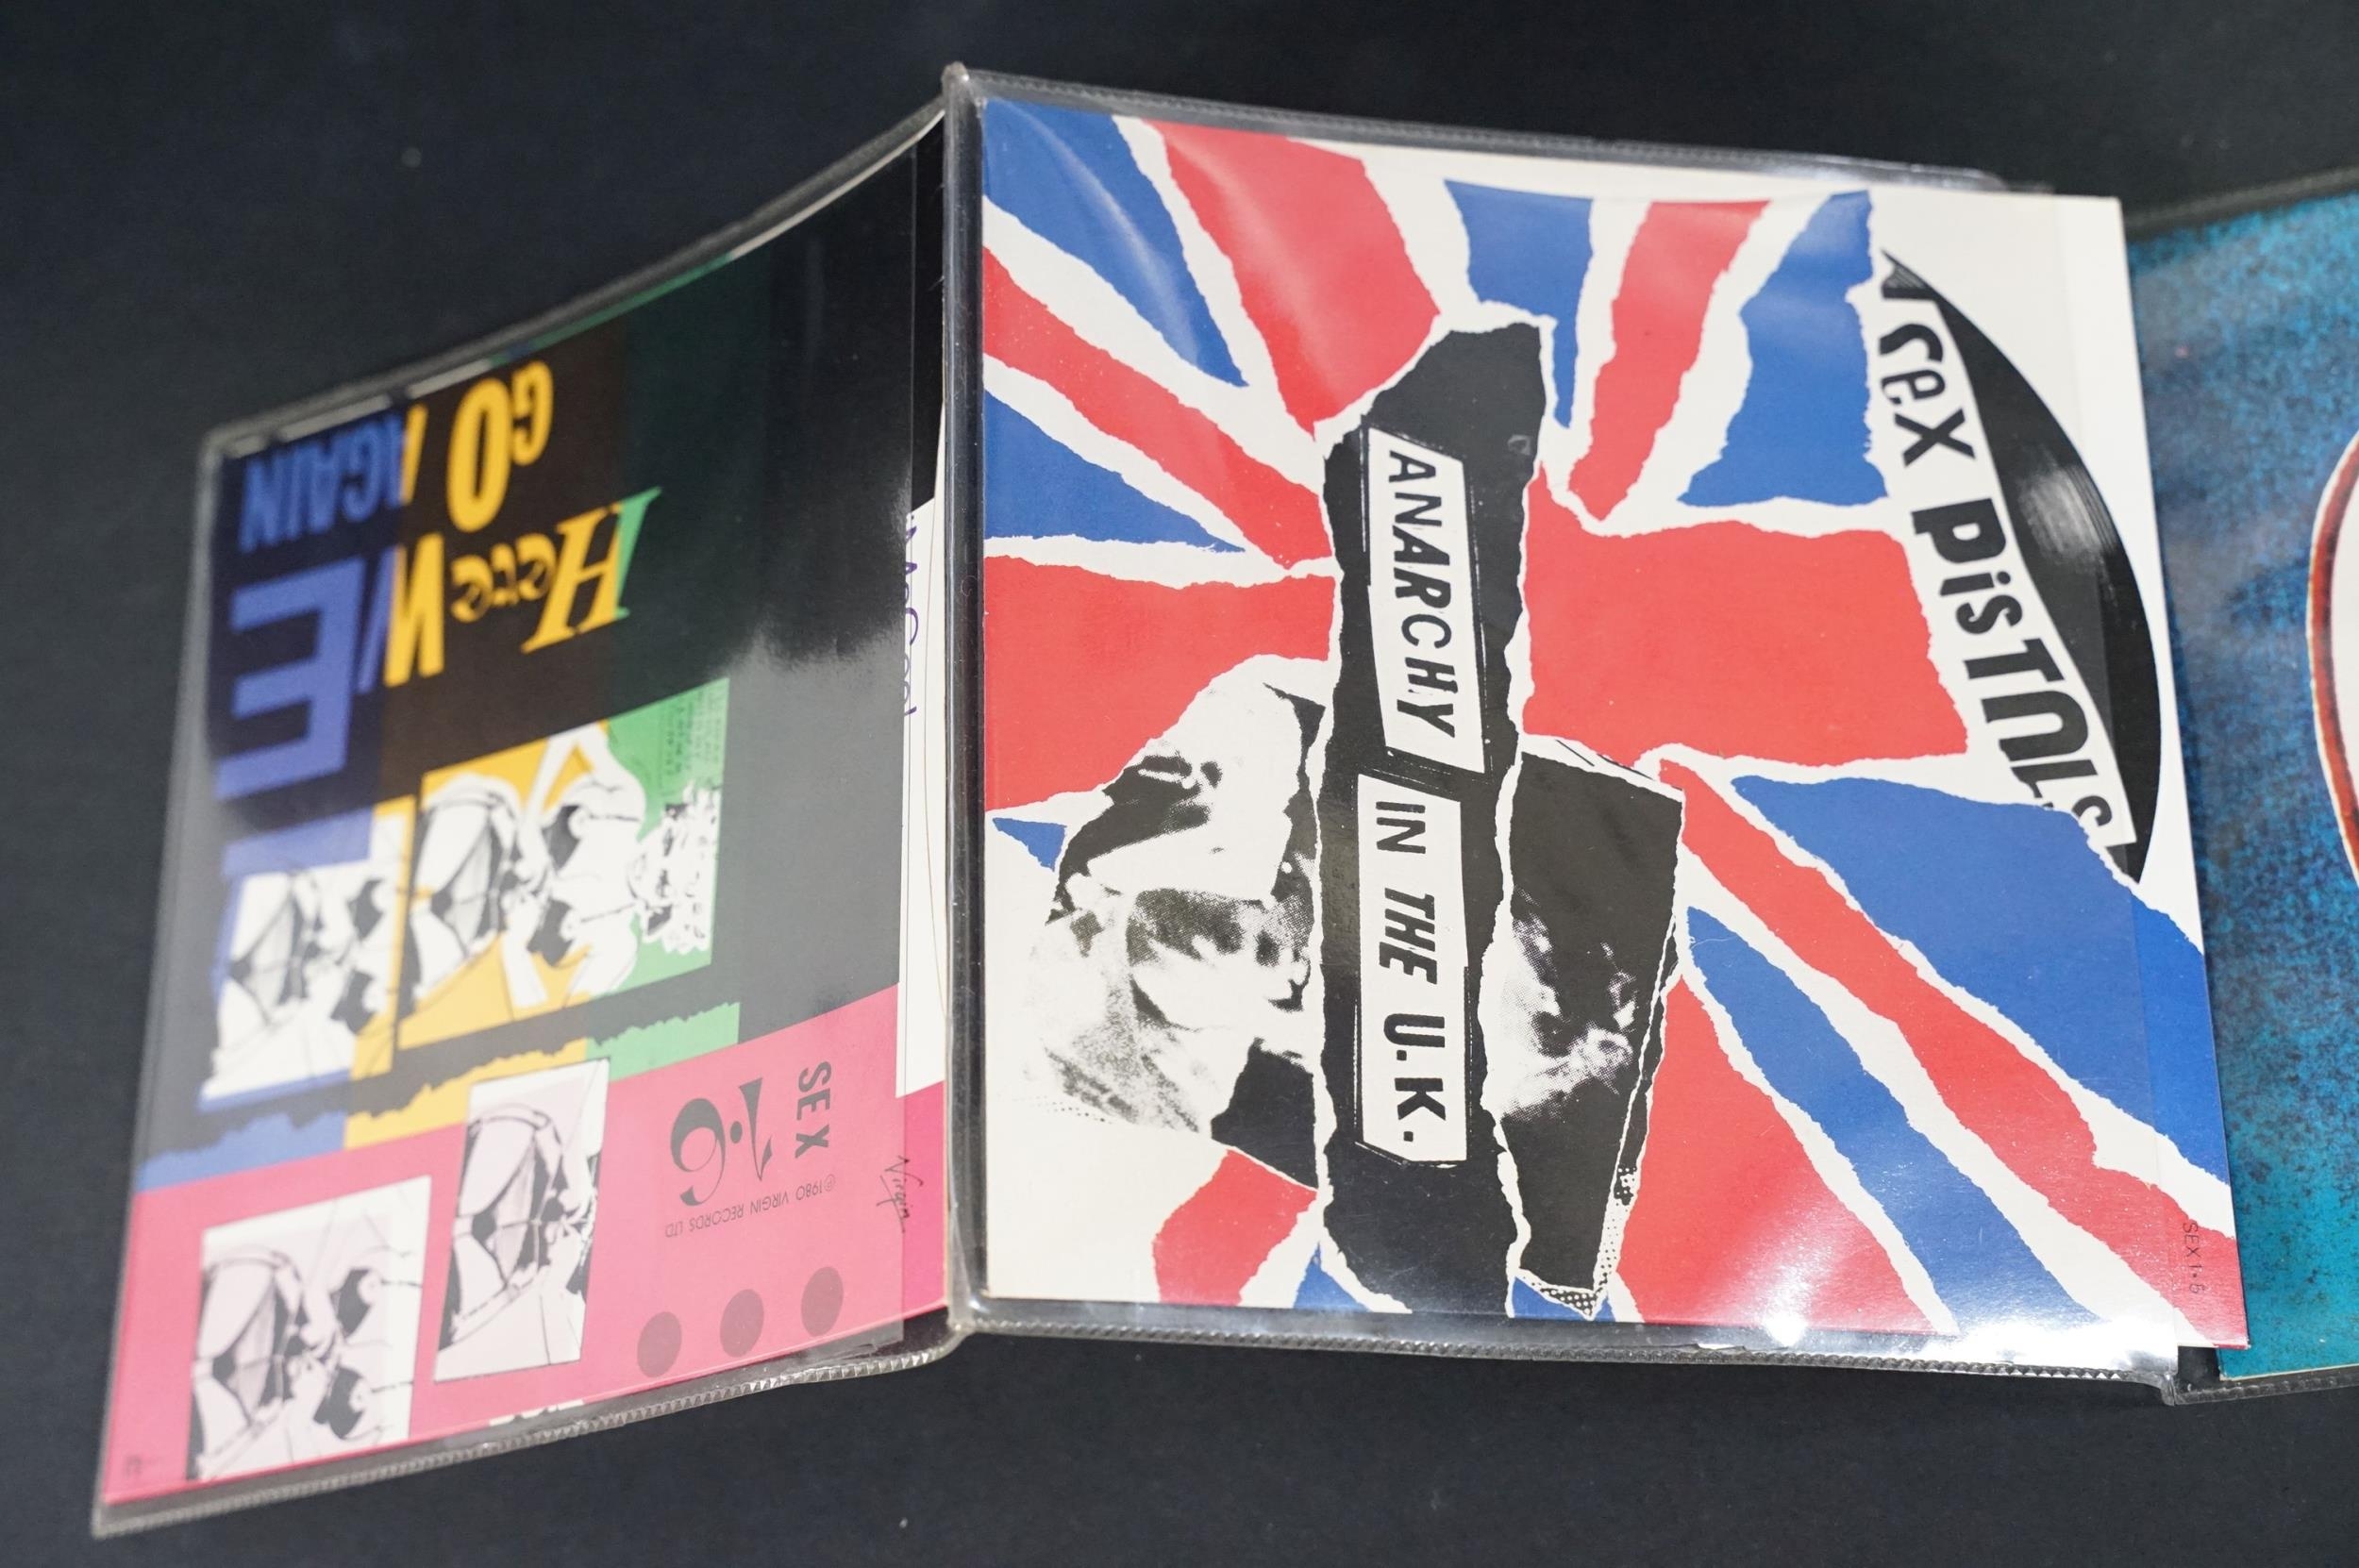 Here
WE
GO AGAIN
SEX
1·6
©1980 VIRGIN RECORDS LTD
Virgin
ANARCHY
IN THE U.K.
sex pistols
SEX 1·6